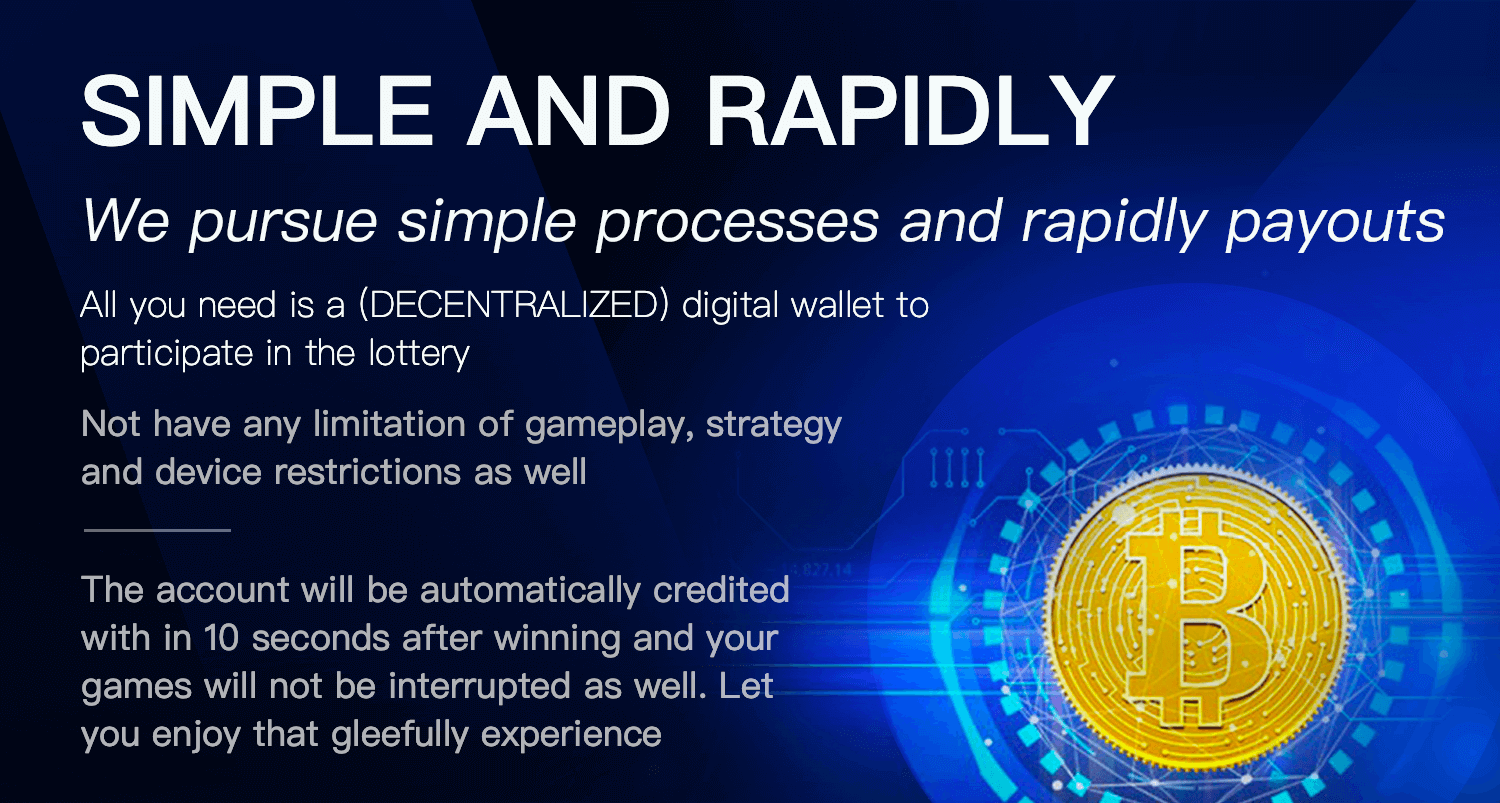 SIMPLE AND RAPIDLY
We pursue simple processes and rapidly payouts
All you need is a (DECENTRALIZED) digital wallet to
participate in the lottery
Not have any limitation of gameplay, strategy
and device restrictions as well
The account will be automatically credited
with in 10 seconds after winning and your
games will not be interrupted as well. Let
you enjoy that gleefully experience